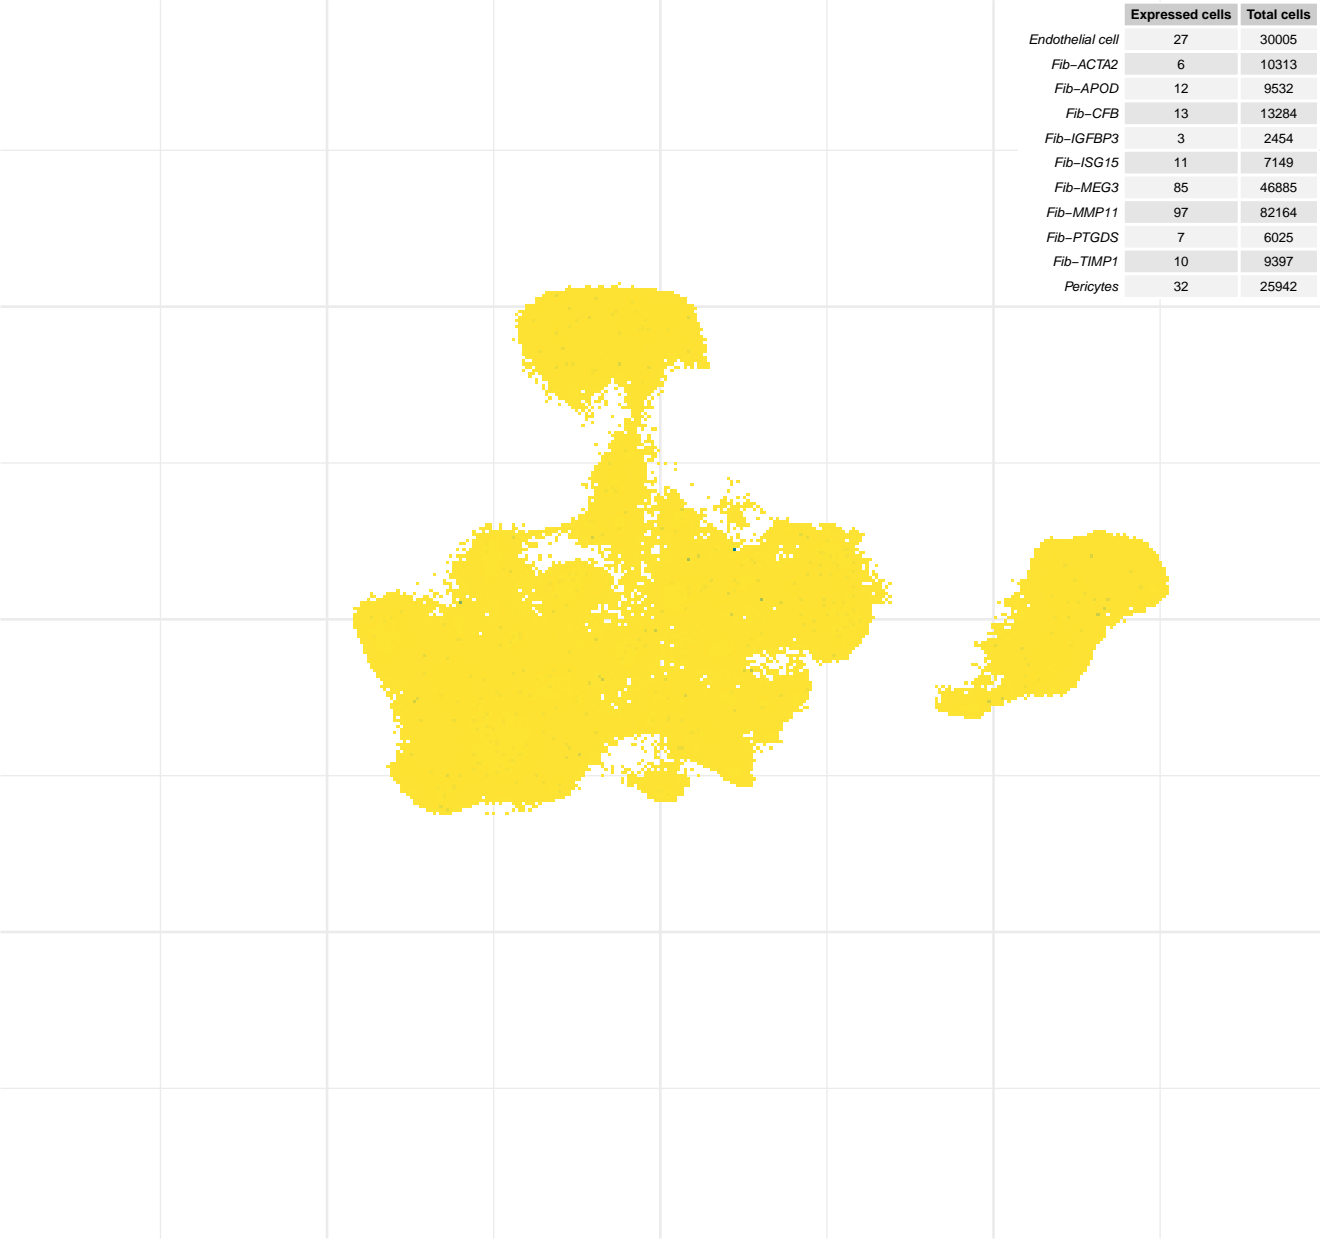 Expressed cells Total cells
Endothelial cell 27 30005
Fib−ACTA2 6 10313
Fib−APOD 12 9532
Fib−CFB 13 13284
Fib−IGFBP3 3 2454
Fib−ISG15 11 7149
Fib−MEG3 85 46885
Fib−MMP11 97 82164
Fib−PTGDS 7 6025
Fib−TIMP1 10 9397
Pericytes 32 25942